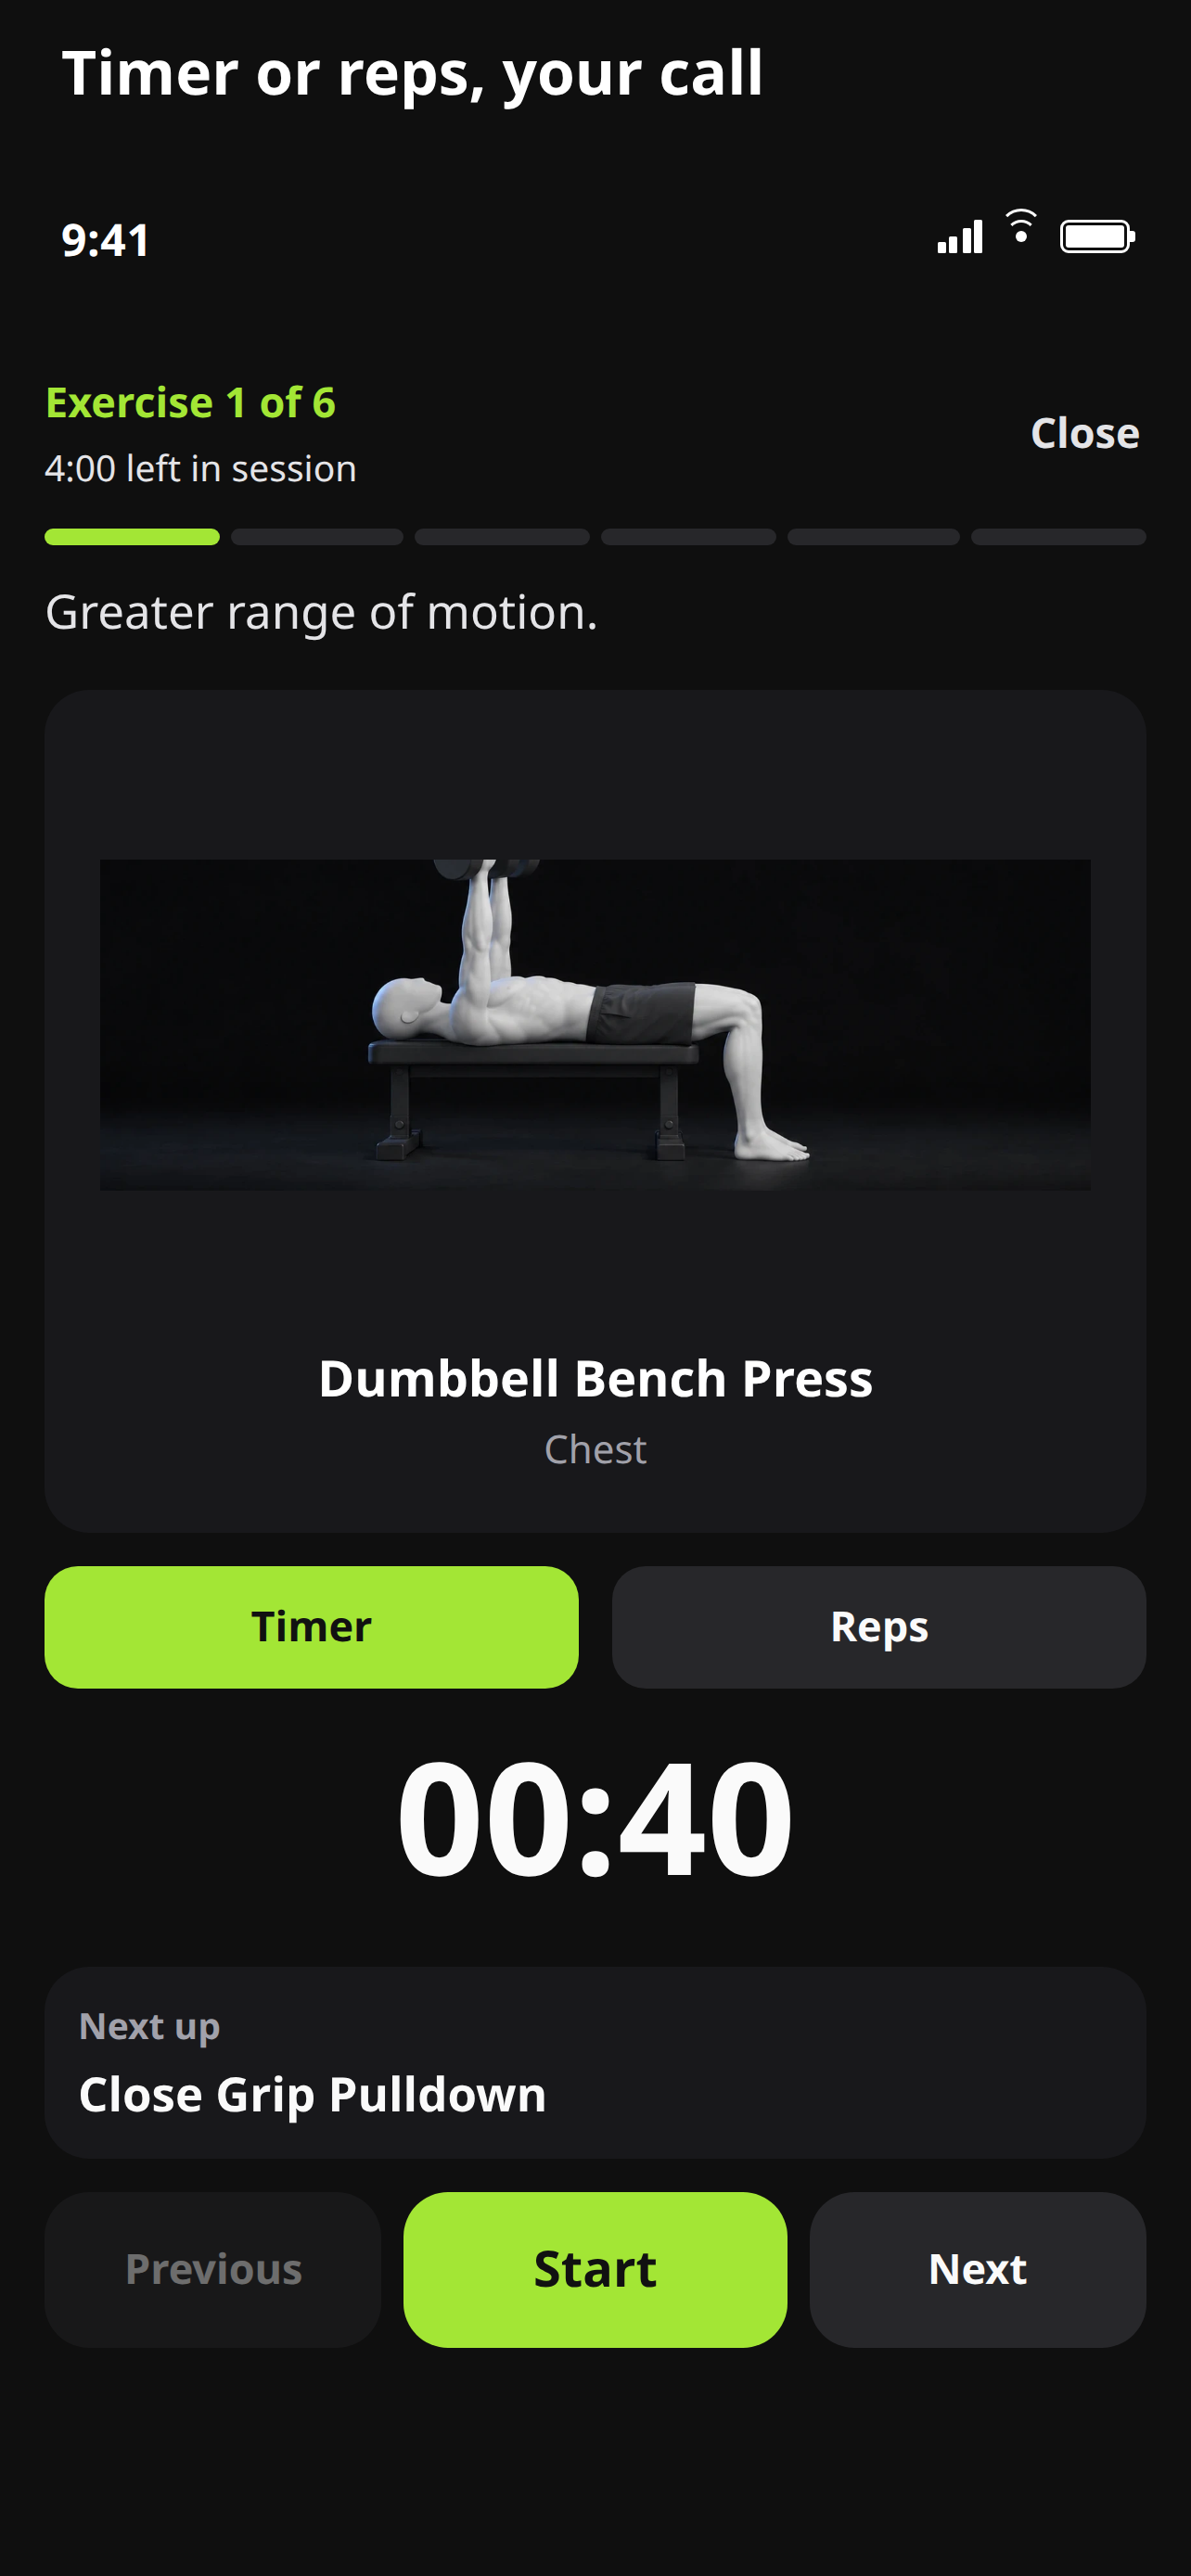 Timer or reps, your call
9:41
Exercise 1 of 6
4:00 left in session
Close
Greater range of motion.
Dumbbell Bench Press
Chest
Timer
Reps
00:40
Next up
Close Grip Pulldown
Previous
Start
Next